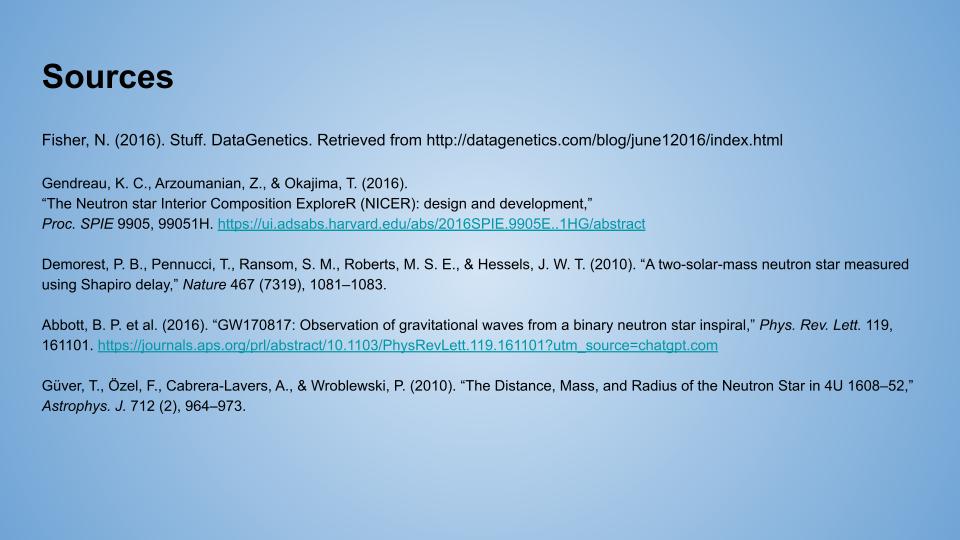 Sources
Fisher, N. (2016). Stuff. DataGenetics. Retrieved from http://datagenetics.com/blog/june12016/index.html
Gendreau, K. C., Arzoumanian, Z., & Okajima, T. (2016).
“The Neutron star Interior Composition ExploreR (NICER): design and development,”
Proc. SPIE 9905, 99051H. https://ui.adsabs.harvard.edu/abs/2016SPIE.9905E..1HG/abstract
Demorest, P. B., Pennucci, T., Ransom, S. M., Roberts, M. S. E., & Hessels, J. W. T. (2010). “A two-solar-mass neutron star measured
using Shapiro delay,” Nature 467 (7319), 1081–1083.
Abbott, B. P. et al. (2016). “GW170817: Observation of gravitational waves from a binary neutron star inspiral,” Phys. Rev. Lett. 119,
161101. https://journals.aps.org/prl/abstract/10.1103/PhysRevLett.119.161101?utm_source=chatgpt.com
Güver, T., Özel, F., Cabrera-Lavers, A., & Wroblewski, P. (2010). “The Distance, Mass, and Radius of the Neutron Star in 4U 1608–52,”
Astrophys. J. 712 (2), 964–973.